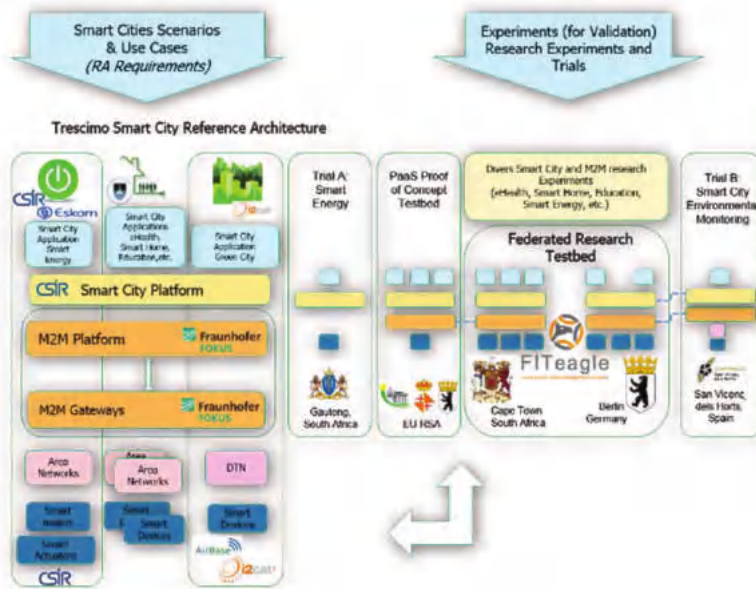 Smart Cities Scenarios
& Use Cases
(RA Requirements)
Experiments (for Validation)
Research Experiments and
Trials
Trescimo Smart City Reference Architecture
CSIR
Eskom
Smart City
Application
Smart
Energy
Smart City
Applications
eHealth,
Smart Home,
Education,etc.
i2cat
Smart City
Application
Green City
CSIR Smart City Platform
M2M Platform
Fraunhofer
FOKUS
M2M Gateways
Fraunhofer
FOKUS
Area
Networks
Area
Area
Networks
DTN
Smart
Smart
Actuators
Smart
Smart
Devices
Smart
Devices
CSIR
AirBase
i2cat
Trial A:
Smart
Energy
Gauteng,
South Africa
PaaS Proof
of Concept
Testbed
EU RSA
Divers Smart City and M2M research
Experiments
(eHealth, Smart Home, Education,
Smart Energy, etc.)
Federated Research
Testbed
FITeagle
Cape Town
South Africa
Berlin
Germany
Trial B:
Smart City
Environmental
Monitoring
San Vicenç
dels Horts,
Spain